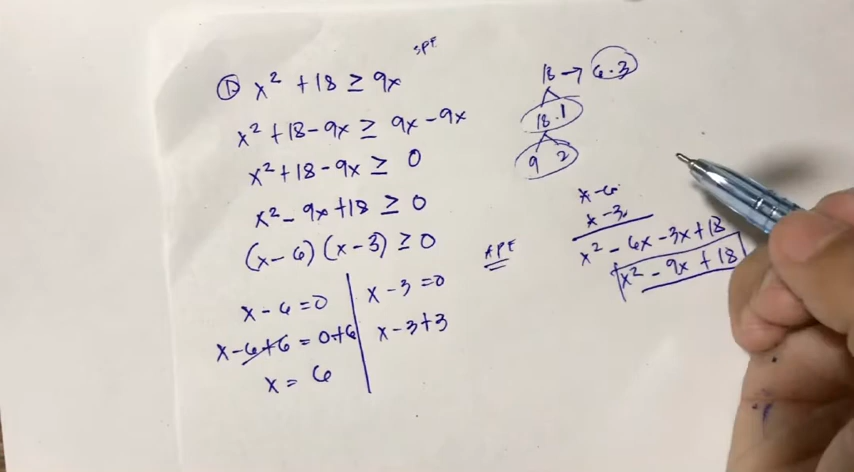 SPF
① x² + 18 ≥ 9x
x² + 18 - 9x ≥ 9x - 9x
x² + 18 - 9x ≥ 0
x² - 9x + 18 ≥ 0
(x - 6) (x - 3) ≥ 0
APF
x - 6 = 0
x - 6 + 6 = 0 + 6
x = 6
x - 3 = 0
x - 3 + 3
18 → 6 · 3
18 · 1
9 2
x - 6
x - 3
x² - 6x - 3x + 18
x² - 9x + 18